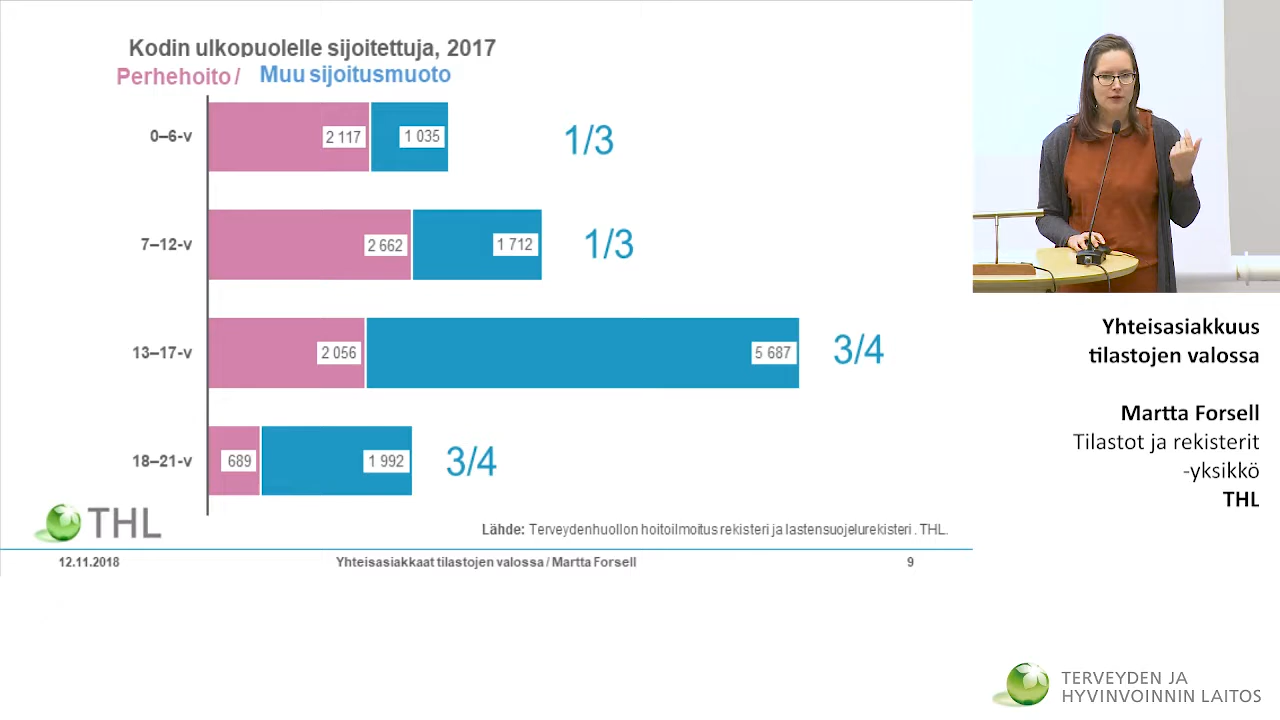 Kodin ulkopuolelle sijoitettuja, 2017
Perhehoito / Muu sijoitusmuoto
0–6-v 2 117 1 035 1/3
7–12-v 2 662 1 712 1/3
13–17-v 2 056 5 687 3/4
18–21-v 689 1 992 3/4
THL
Lähde: Terveydenhuollon hoitoilmoitus rekisteri ja lastensuojelurekisteri . THL.
12.11.2018 Yhteisasiakkaat tilastojen valossa / Martta Forsell 9
Yhteisasiakkuus
tilastojen valossa
Martta Forsell
Tilastot ja rekisterit
-yksikkö
THL
TERVEYDEN JA
HYVINVOINNIN LAITOS